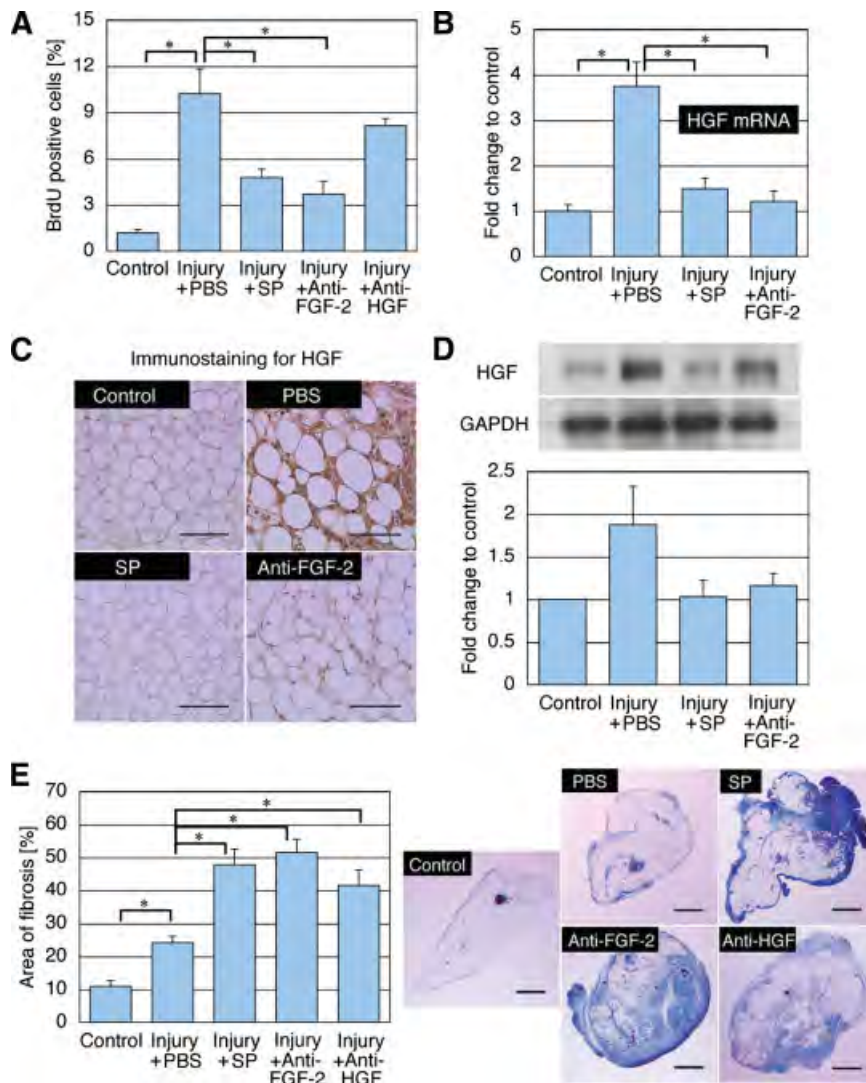 A
BrdU positive cells [%]
15
12
9
6
3
0
*
*
*
Control
Injury
+PBS
Injury
+SP
Injury
+Anti-
FGF-2
Injury
+Anti-
HGF
B
Fold change to control
5
4
3
2
1
0
*
*
*
HGF mRNA
Control
Injury
+PBS
Injury
+SP
Injury
+Anti-
FGF-2
C
Immunostaining for HGF
Control
PBS
SP
Anti-FGF-2
D
HGF
GAPDH
Fold change to control
2.5
2
1.5
1
0.5
0
Control
Injury
+PBS
Injury
+SP
Injury
+Anti-
FGF-2
E
Area of fibrosis [%]
70
60
50
40
30
20
10
0
*
*
*
*
Control
Injury
+PBS
Injury
+SP
Injury
+Anti-
FGF-2
Injury
+Anti-
HGF
Control
PBS
SP
Anti-FGF-2
Anti-HGF